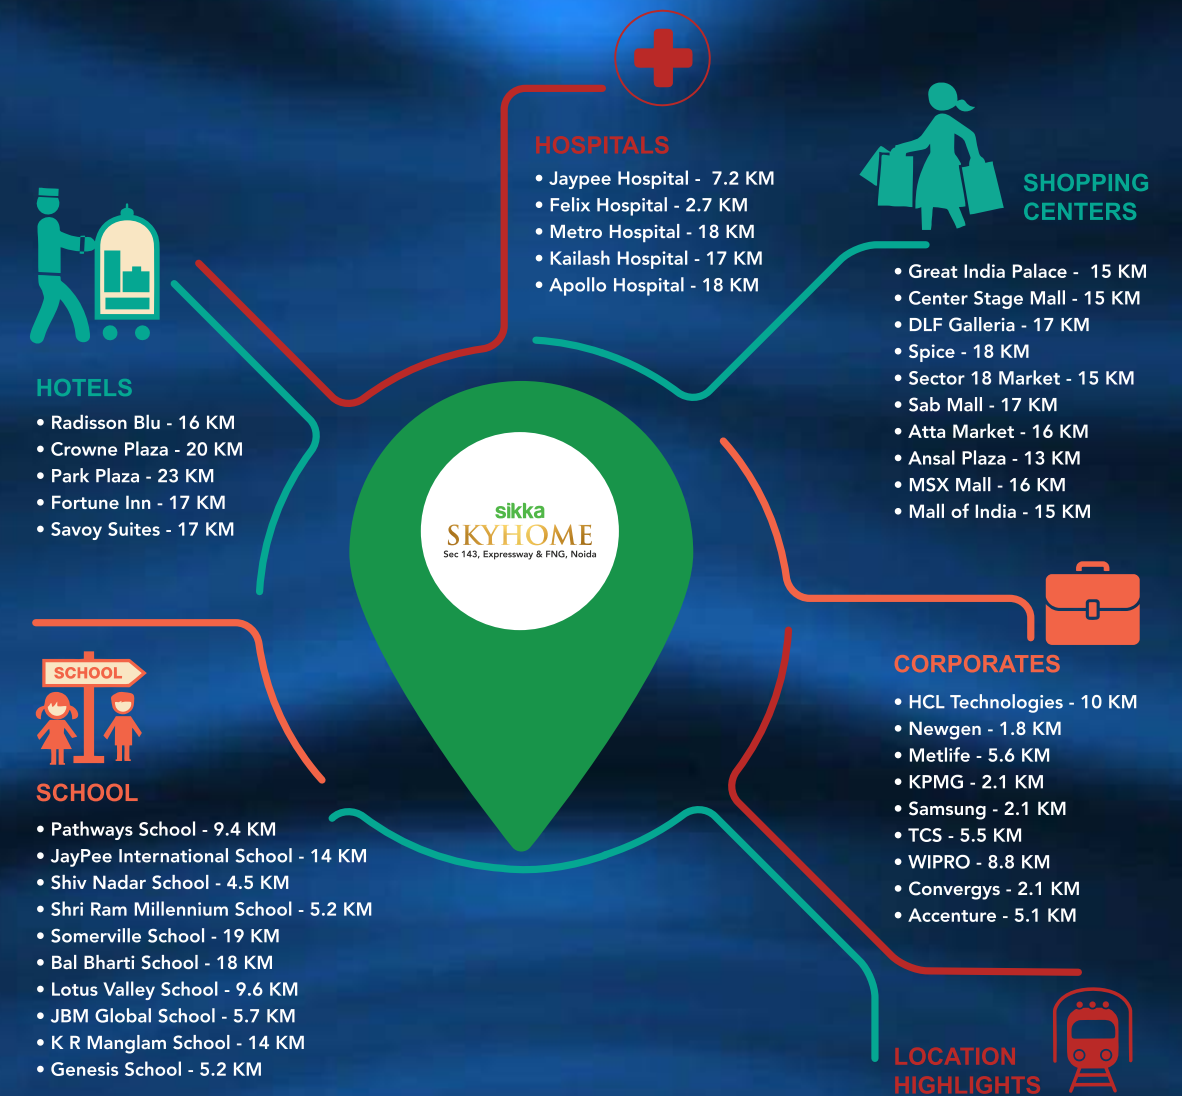 HOSPITALS
• Jaypee Hospital - 7.2 KM
• Felix Hospital - 2.7 KM
• Metro Hospital - 18 KM
• Kailash Hospital - 17 KM
• Apollo Hospital - 18 KM
SHOPPING
CENTERS
• Great India Palace - 15 KM
• Center Stage Mall - 15 KM
• DLF Galleria - 17 KM
• Spice - 18 KM
• Sector 18 Market - 15 KM
• Sab Mall - 17 KM
• Atta Market - 16 KM
• Ansal Plaza - 13 KM
• MSX Mall - 16 KM
• Mall of India - 15 KM
HOTELS
• Radisson Blu - 16 KM
• Crowne Plaza - 20 KM
• Park Plaza - 23 KM
• Fortune Inn - 17 KM
• Savoy Suites - 17 KM
sikka
SKYHOME
Sec 143, Expressway & FNG, Noida
CORPORATES
• HCL Technologies - 10 KM
• Newgen - 1.8 KM
• Metlife - 5.6 KM
• KPMG - 2.1 KM
• Samsung - 2.1 KM
• TCS - 5.5 KM
• WIPRO - 8.8 KM
• Convergys - 2.1 KM
• Accenture - 5.1 KM
SCHOOL
SCHOOL
• Pathways School - 9.4 KM
• JayPee International School - 14 KM
• Shiv Nadar School - 4.5 KM
• Shri Ram Millennium School - 5.2 KM
• Somerville School - 19 KM
• Bal Bharti School - 18 KM
• Lotus Valley School - 9.6 KM
• JBM Global School - 5.7 KM
• K R Manglam School - 14 KM
• Genesis School - 5.2 KM
LOCATION
HIGHLIGHTS